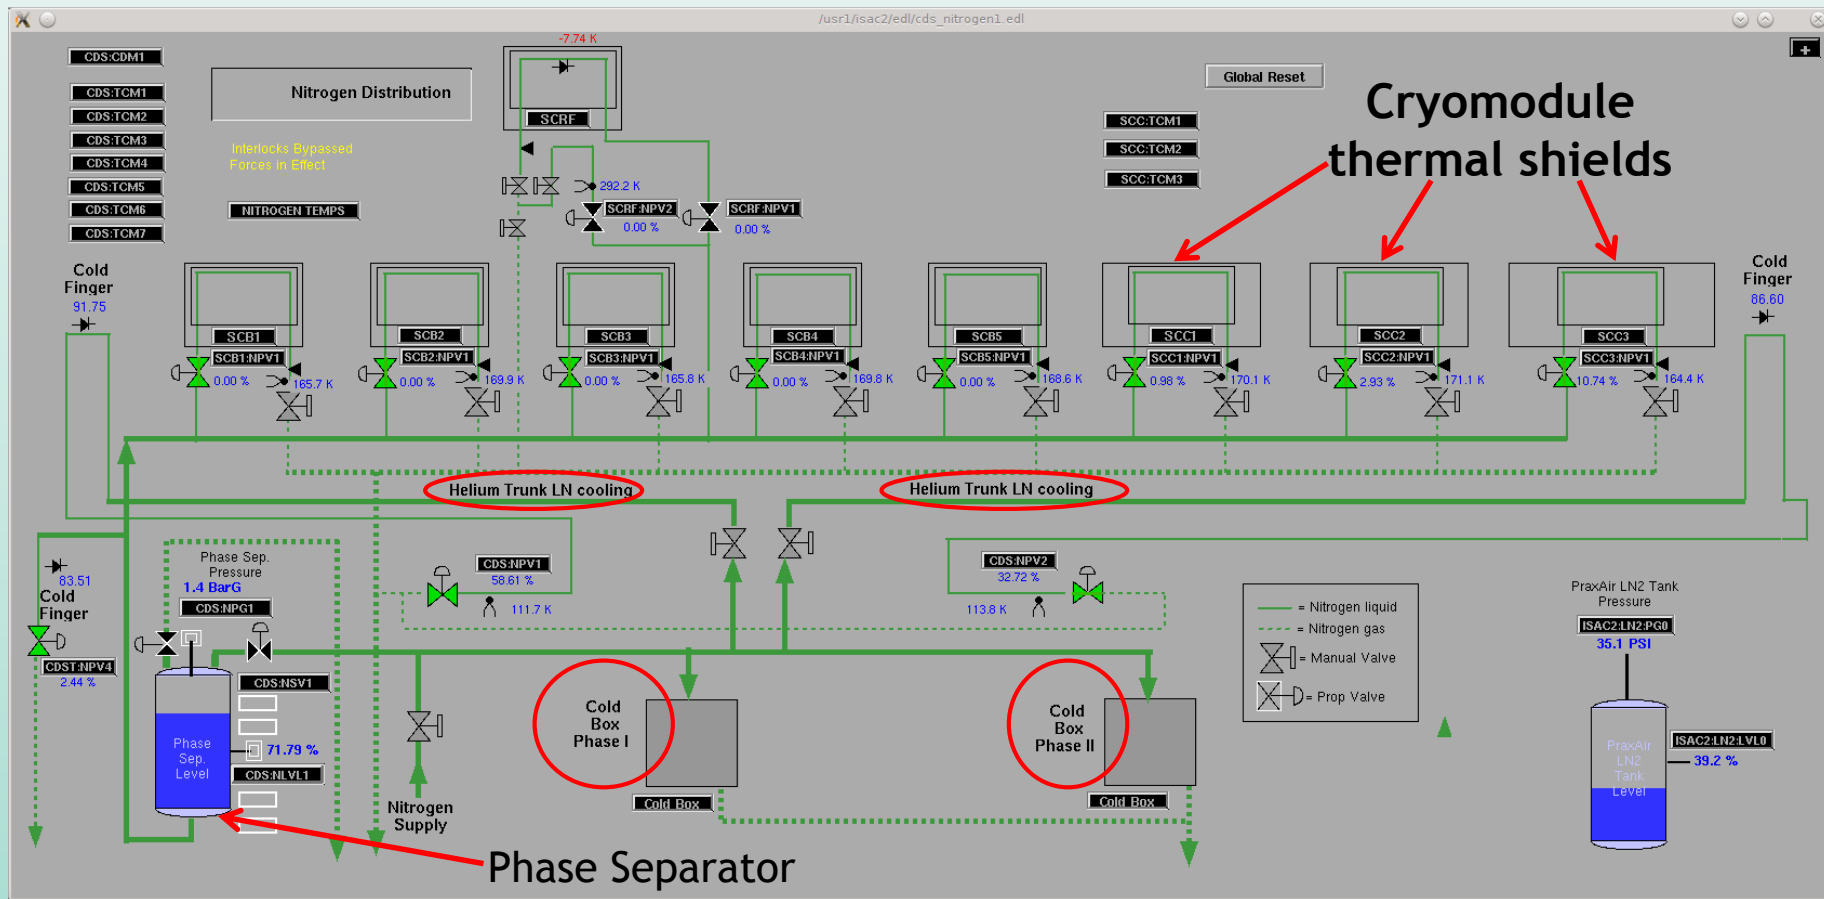 /usr1/isac2/edl/cds_nitrogen1.edl
-7.74 K
CDS:CDM1
CDS:TCM1
CDS:TCM2
CDS:TCM3
CDS:TCM4
CDS:TCM5
CDS:TCM6
CDS:TCM7
Nitrogen Distribution
Interlocks Bypassed
Forces in Effect
NITROGEN TEMPS
SCRF
292.2 K
SCRF:NPV2
0.00 %
SCRF:NPV1
0.00 %
Global Reset
+
SCC:TCM1
SCC:TCM2
SCC:TCM3
Cryomodule
thermal shields
Cold
Finger
91.75
SCB1
SCB1:NPV1
0.00 %
165.7 K
SCB2
SCB2:NPV1
0.00 %
169.9 K
SCB3
SCB3:NPV1
0.00 %
165.8 K
SCB4
SCB4:NPV1
0.00 %
169.8 K
SCB5
SCB5:NPV1
0.00 %
168.6 K
SCC1
SCC1:NPV1
0.98 %
170.1 K
SCC2
SCC2:NPV1
2.93 %
171.1 K
SCC3
SCC3:NPV1
10.74 %
164.4 K
Cold
Finger
86.60
Helium Trunk LN cooling
Helium Trunk LN cooling
83.51
Cold
Finger
CDST:NPV4
2.44 %
Phase Sep.
Pressure
1.4 BarG
CDS:NPG1
CDS:NSV1
Phase
Sep.
Level
71.79 %
CDS:NLVL1
CDS:NPV1
58.61 %
111.7 K
CDS:NPV2
32.72 %
113.8 K
Nitrogen
Supply
Cold
Box
Phase I
Cold Box
Cold
Box
Phase II
Cold Box
= Nitrogen liquid
= Nitrogen gas
= Manual Valve
= Prop Valve
PraxAir LN2 Tank
Pressure
ISAC2:LN2:PG0
35.1 PSI
PraxAir
LN2
Tank
Level
ISAC2:LN2:LVL0
39.2 %
Phase Separator